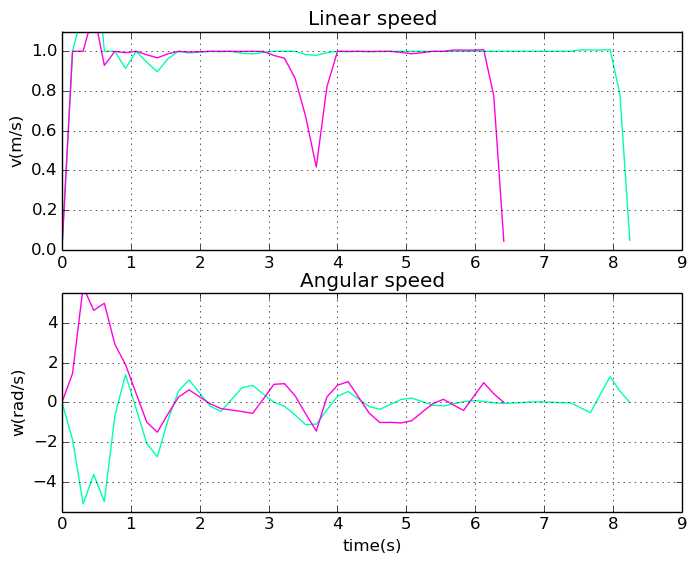 Linear speed
v(m/s)
1.0
0.8
0.6
0.4
0.2
0.0
0 1 2 3 4 5 6 7 8 9
Angular speed
w(rad/s)
4
2
0
−2
−4
0 1 2 3 4 5 6 7 8 9
time(s)